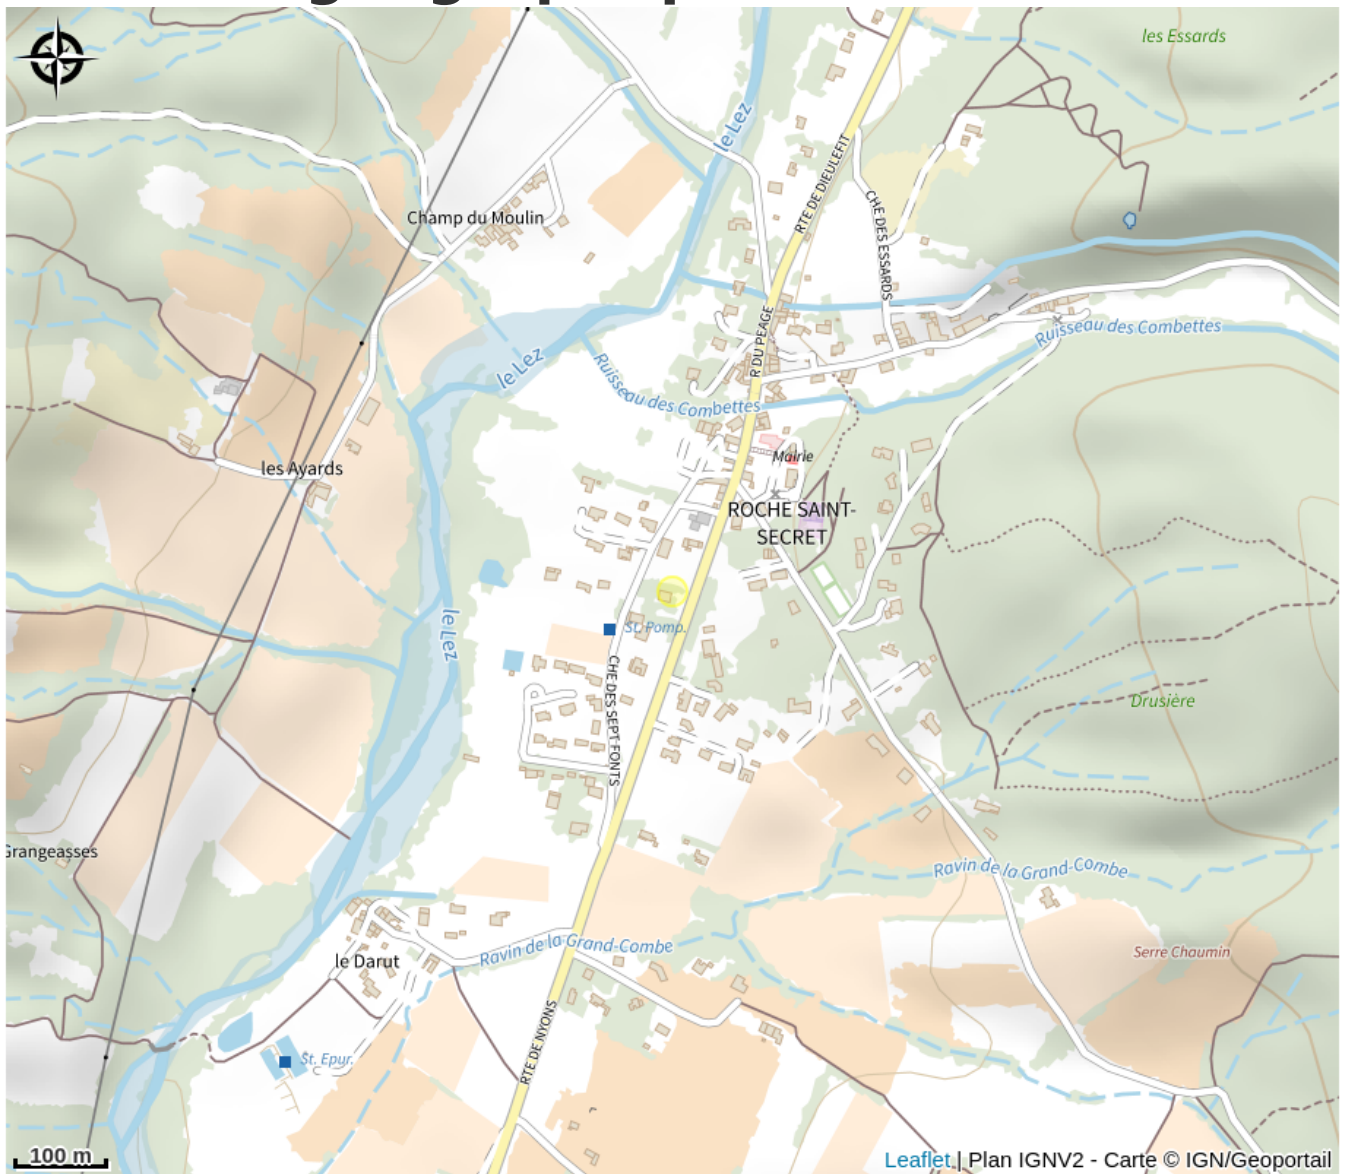 les Essards
le Lez
RTE DE DIEULEFIT
CHE DES ESSARDS
Champ du Moulin
R DU PEAGE
Ruisseau des Combettes
le Lez
Ruisseau des Combettes
Mairie
les Ayards
ROCHE SAINT-
SECRET
le Lez
St. Pomp.
CHE DES SEPT FONTS
Drusière
Grangeasses
Ravin de la Grand-Combe
Ravin de la Grand-Combe
Serre Chaumin
le Darut
RTE DE NYONS
St. Epur.
100 m
Leaflet | Plan IGNV2 - Carte © IGN/Geoportail